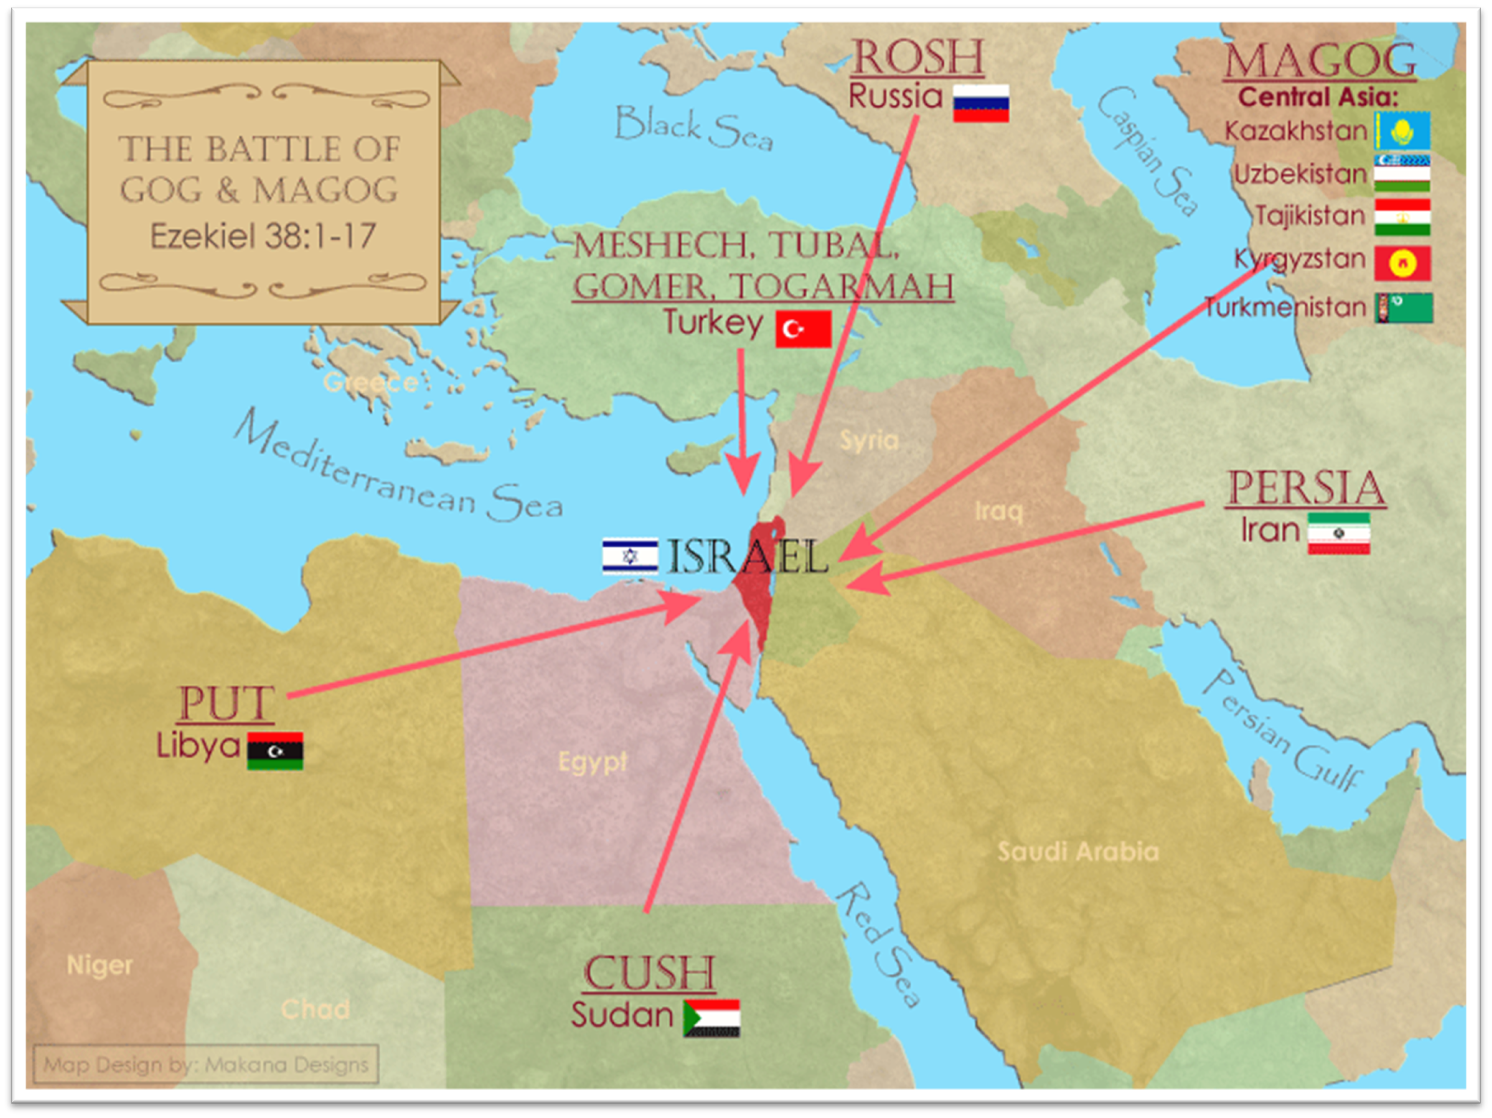 THE BATTLE OF
GOG & MAGOG
Ezekiel 38:1-17
Black Sea
ROSH
Russia
Caspian Sea
MAGOG
Central Asia:
Kazakhstan
Uzbekistan
Tajikistan
Kyrgyzstan
Turkmenistan
MESHECH, TUBAL,
GOMER, TOGARMAH
Turkey
Greece
Mediterranean Sea
Syria
Iraq
PERSIA
Iran
ISRAEL
PUT
Libya
Egypt
Persian Gulf
Saudi Arabia
Red Sea
Niger
Chad
CUSH
Sudan
Map Design by: Makana Designs